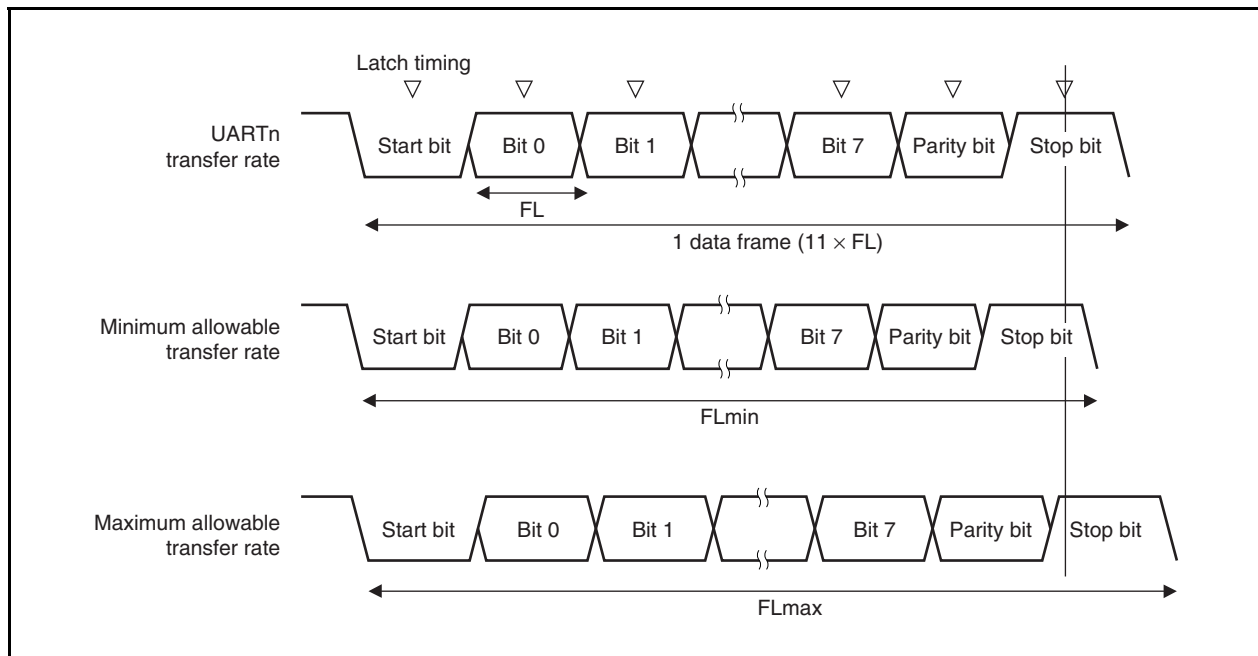 Latch timing
UARTn
transfer rate
Start bit
Bit 0
Bit 1
Bit 7
Parity bit
Stop bit
FL
1 data frame (11 × FL)
Minimum allowable
transfer rate
Start bit
Bit 0
Bit 1
Bit 7
Parity bit
Stop bit
FLmin
Maximum allowable
transfer rate
Start bit
Bit 0
Bit 1
Bit 7
Parity bit
Stop bit
FLmax